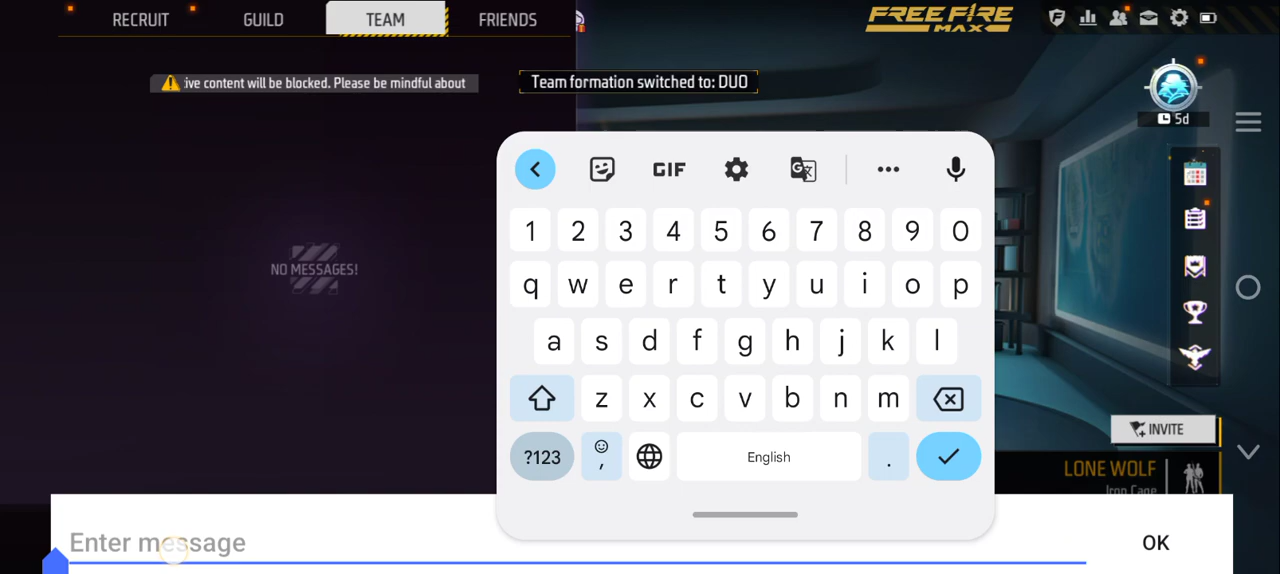 RECRUIT GUILD TEAM FRIENDS
FREE FIRE
MAX
ive content will be blocked. Please be mindful about
Team formation switched to: DUO
5d
NO MESSAGES!
GIF
1 2 3 4 5 6 7 8 9 0
q w e r t y u i o p
a s d f g h j k l
z x c v b n m
?123 , English .
INVITE
LONE WOLF
Iron Cage
Enter message
OK